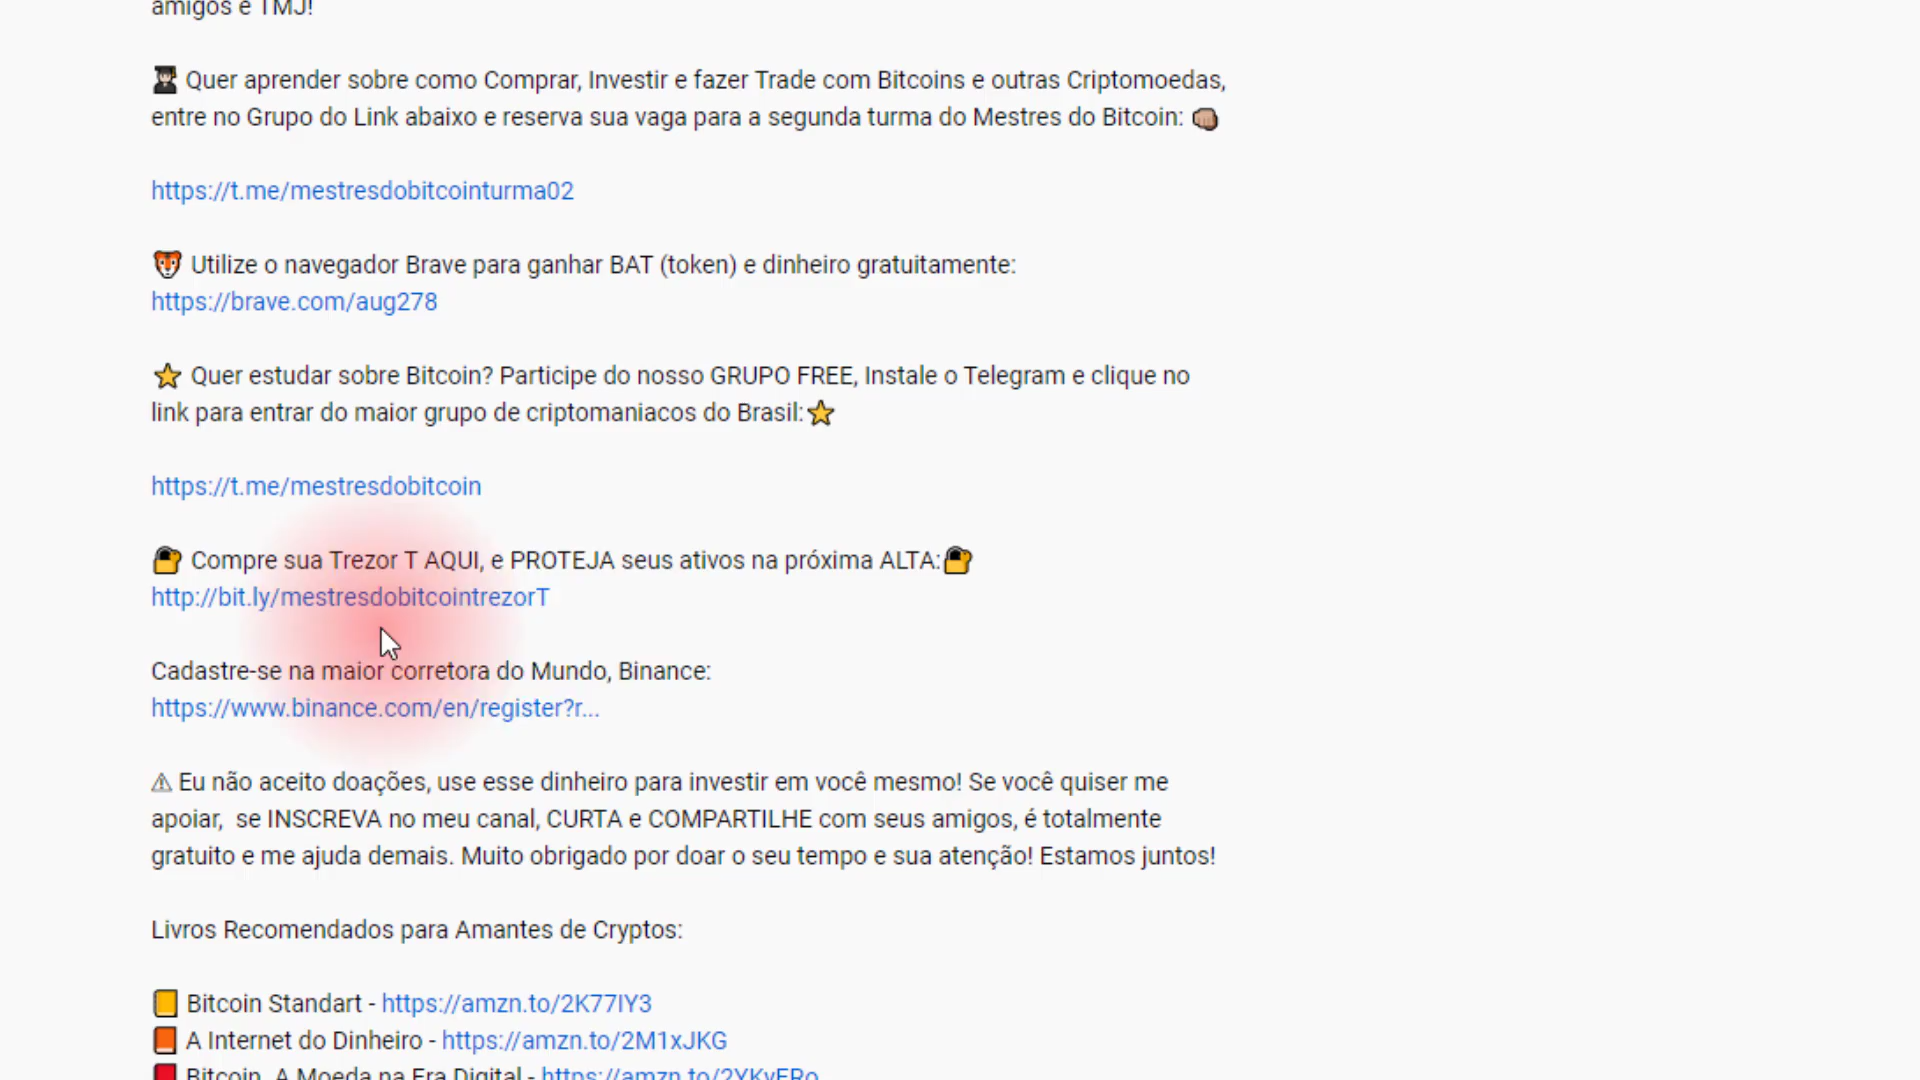 amigos e TMJ!
Quer aprender sobre como Comprar, Investir e fazer Trade com Bitcoins e outras Criptomoedas,
entre no Grupo do Link abaixo e reserva sua vaga para a segunda turma do Mestres do Bitcoin:
https://t.me/mestresdobitcointurma02
Utilize o navegador Brave para ganhar BAT (token) e dinheiro gratuitamente:
https://brave.com/aug278
Quer estudar sobre Bitcoin? Participe do nosso GRUPO FREE, Instale o Telegram e clique no
link para entrar do maior grupo de criptomaniacos do Brasil:
https://t.me/mestresdobitcoin
Compre sua Trezor T AQUI, e PROTEJA seus ativos na próxima ALTA:
http://bit.ly/mestresdobitcointrezorT
Cadastre-se na maior corretora do Mundo, Binance:
https://www.binance.com/en/register?r...
⚠ Eu não aceito doações, use esse dinheiro para investir em você mesmo! Se você quiser me
apoiar,  se INSCREVA no meu canal, CURTA e COMPARTILHE com seus amigos, é totalmente
gratuito e me ajuda demais. Muito obrigado por doar o seu tempo e sua atenção! Estamos juntos!
Livros Recomendados para Amantes de Cryptos:
Bitcoin Standart - https://amzn.to/2K77IY3
A Internet do Dinheiro - https://amzn.to/2M1xJKG
Bitcoin, A Moeda na Era Digital -